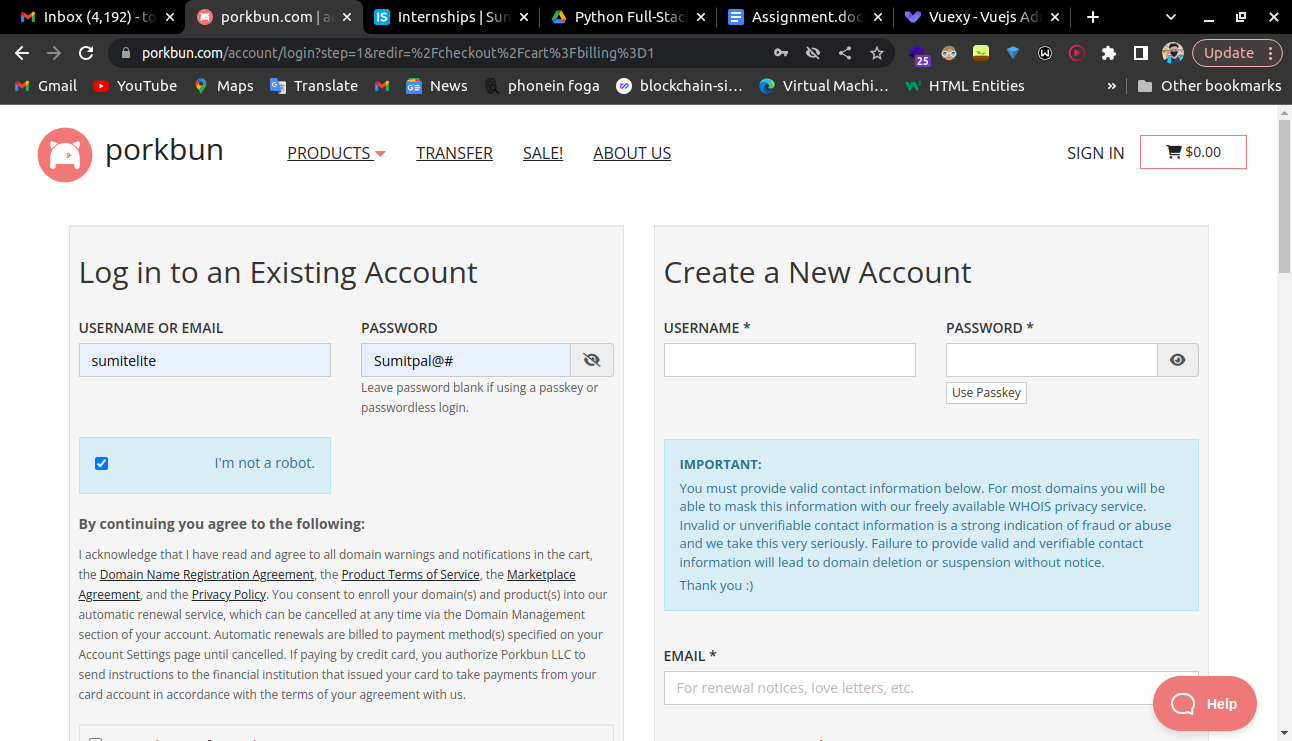 Inbox (4,192) - to
porkbun.com | a
Internships | Sum
Python Full-Stac
Assignment.doc
Vuexy - Vuejs Ad
porkbun.com/account/login?step=1&redir=%2Fcheckout%2Fcart%3Fbilling%3D1
25
Update
Gmail
YouTube
Maps
Translate
News
phonein foga
blockchain-si...
Virtual Machi...
HTML Entities
»
Other bookmarks
porkbun
PRODUCTS
TRANSFER
SALE!
ABOUT US
SIGN IN
$0.00
Log in to an Existing Account
USERNAME OR EMAIL
PASSWORD
sumitelite
Sumitpal@#
Leave password blank if using a passkey or
passwordless login.
I'm not a robot.
By continuing you agree to the following:
I acknowledge that I have read and agree to all domain warnings and notifications in the cart,
the Domain Name Registration Agreement, the Product Terms of Service, the Marketplace
Agreement, and the Privacy Policy. You consent to enroll your domain(s) and product(s) into our
automatic renewal service, which can be cancelled at any time via the Domain Management
section of your account. Automatic renewals are billed to payment method(s) specified on your
Account Settings page until cancelled. If paying by credit card, you authorize Porkbun LLC to
send instructions to the financial institution that issued your card to take payments from your
card account in accordance with the terms of your agreement with us.
Create a New Account
USERNAME *
PASSWORD *
Use Passkey
IMPORTANT:
You must provide valid contact information below. For most domains you will be
able to mask this information with our freely available WHOIS privacy service.
Invalid or unverifiable contact information is a strong indication of fraud or abuse
and we take this very seriously. Failure to provide valid and verifiable contact
information will lead to domain deletion or suspension without notice.
Thank you :)
EMAIL *
For renewal notices, love letters, etc.
Help